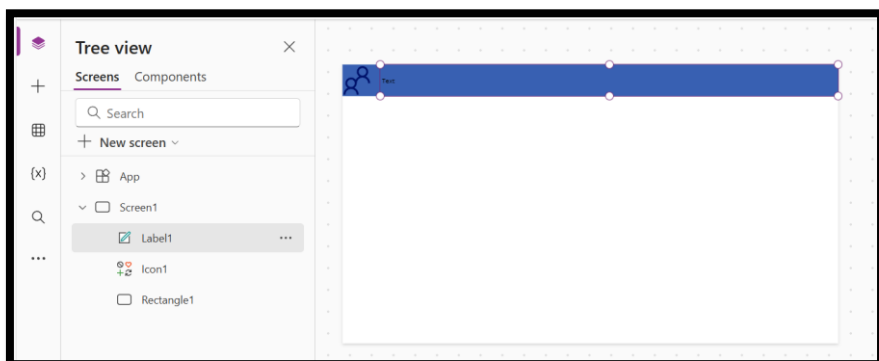 Tree view
Screens Components
Search
New screen
App
Screen1
Label1
Icon1
Rectangle1
{x}
Text